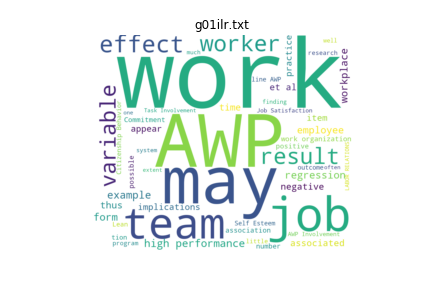 g01ilr.txt
effect
worker
practice
workplace
well
much
research
work
et al
line AWP
finding
Task Involvement
Job Satisfaction
Commitment
one
time
item
variable
Citizenship Behavior
appear
AWP
employee
work organization
positive
result
system
possible
outcome
often
extent
may
regression
negative
example
thus
implications
form
team
job
associated
Self Esteem
association
Lean
tion
program
high performance
little
number
AWP Involvement